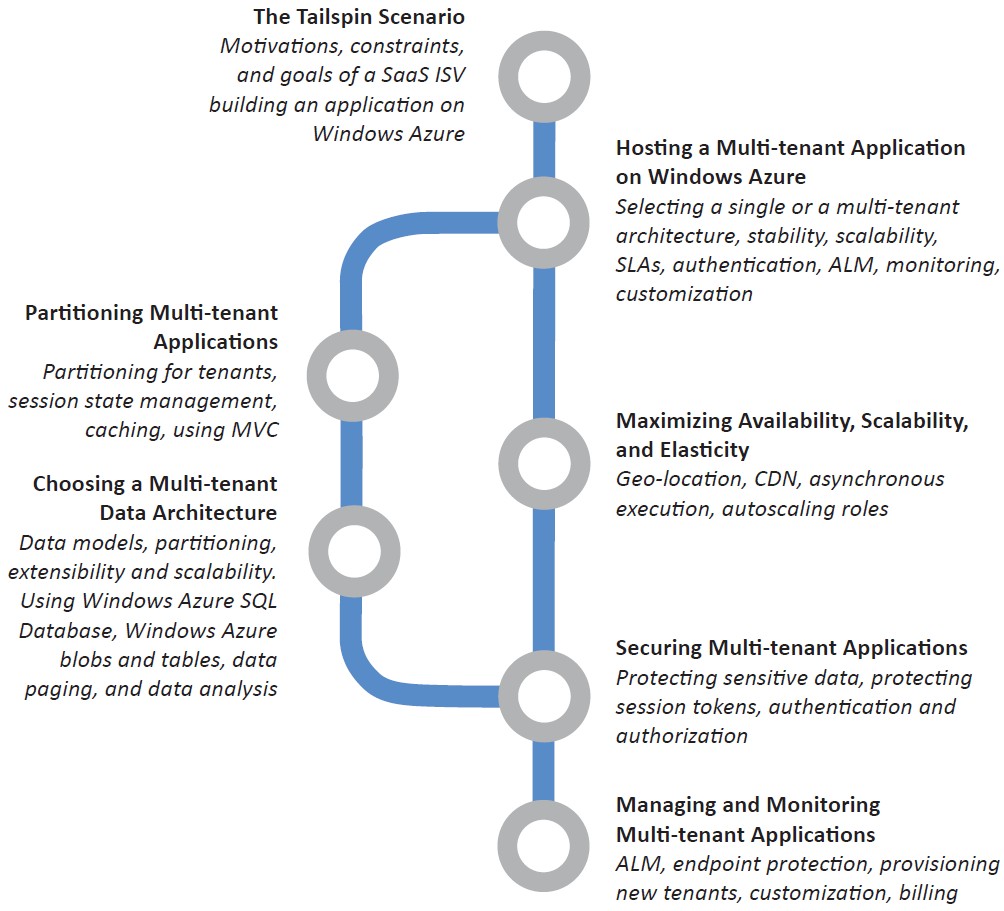 The Tailspin Scenario
Motivations, constraints,
and goals of a SaaS ISV
building an application on
Windows Azure
Hosting a Multi-tenant Application
on Windows Azure
Selecting a single or a multi-tenant
architecture, stability, scalability,
SLAs, authentication, ALM, monitoring,
customization
Partitioning Multi-tenant
Applications
Partitioning for tenants,
session state management,
caching, using MVC
Maximizing Availability, Scalability,
and Elasticity
Geo-location, CDN, asynchronous
execution, autoscaling roles
Choosing a Multi-tenant
Data Architecture
Data models, partitioning,
extensibility and scalability.
Using Windows Azure SQL
Database, Windows Azure
blobs and tables, data
paging, and data analysis
Securing Multi-tenant Applications
Protecting sensitive data, protecting
session tokens, authentication and
authorization
Managing and Monitoring
Multi-tenant Applications
ALM, endpoint protection, provisioning
new tenants, customization, billing